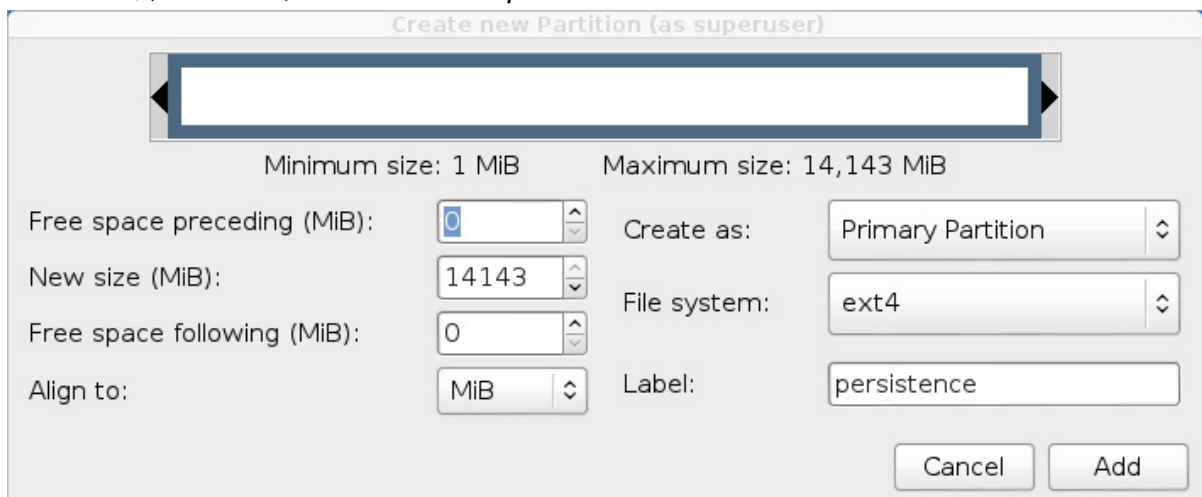 Create new Partition (as superuser)
Minimum size: 1 MiB Maximum size: 14,143 MiB
Free space preceding (MiB): 0
New size (MiB): 14143
Free space following (MiB): 0
Align to: MiB
Create as: Primary Partition
File system: ext4
Label: persistence
Cancel Add